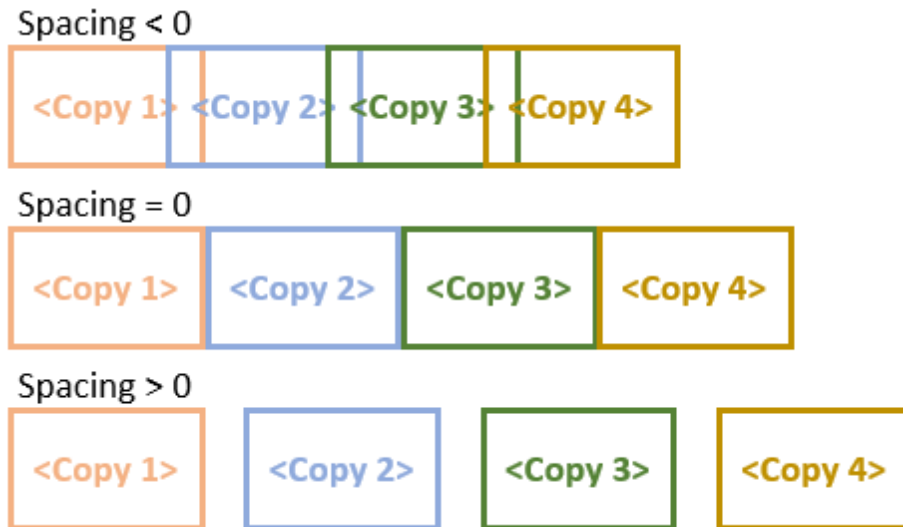 Spacing < 0
<Copy 1> <Copy 2> <Copy 3> <Copy 4>
Spacing = 0
<Copy 1> <Copy 2> <Copy 3> <Copy 4>
Spacing > 0
<Copy 1> <Copy 2> <Copy 3> <Copy 4>